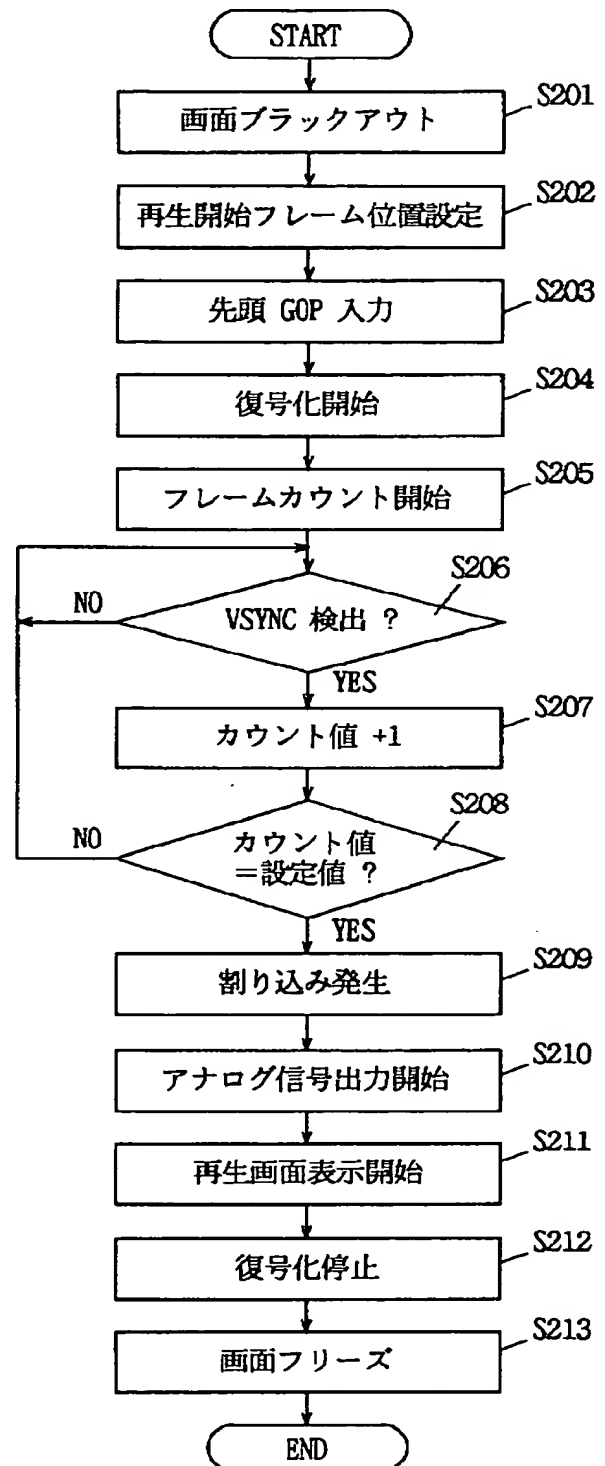 START
画面ブラックアウト
S201
再生開始フレーム位置設定
S202
先頭 GOP 入力
S203
復号化開始
S204
フレームカウント開始
S205
VSYNC 検出 ?
S206
NO
YES
カウント値 +1
S207
カウント値
=設定値 ?
S208
NO
YES
割り込み発生
S209
アナログ信号出力開始
S210
再生画面表示開始
S211
復号化停止
S212
画面フリーズ
S213
END